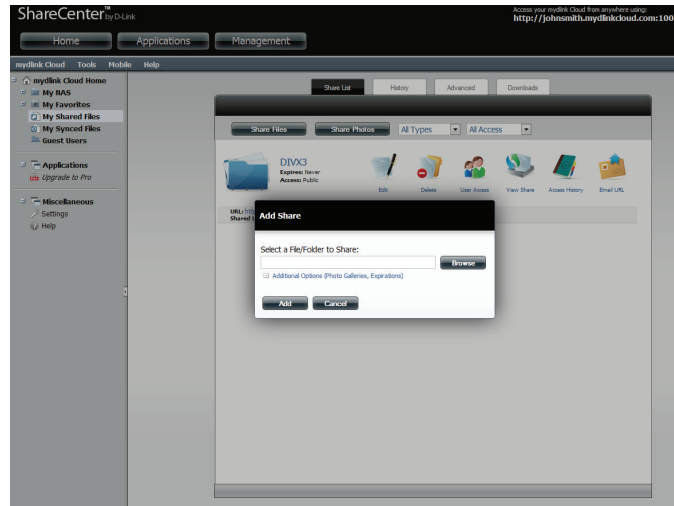 ShareCenter by D-Link
Access your mydlink Cloud from anywhere using:
http://johnsmith.mydlinkcloud.com:100
Home Applications Management
mydlink Cloud Tools Mobile Help
mydlink Cloud Home
My NAS
My Favorites
My Shared Files
My Synced Files
Guest Users
Applications
Upgrade to Pro
Miscellaneous
Settings
Help
Share List History Advanced Downloads
Share Files Share Photos All Types All Access
DIVX3
Expires: Never
Access: Public
Edit Delete User Access View Share Access History Email URL
URL:
Shared
Add Share
Select a File/Folder to Share:
Browse
Additional Options (Photo Galleries, Expirations)
Add Cancel